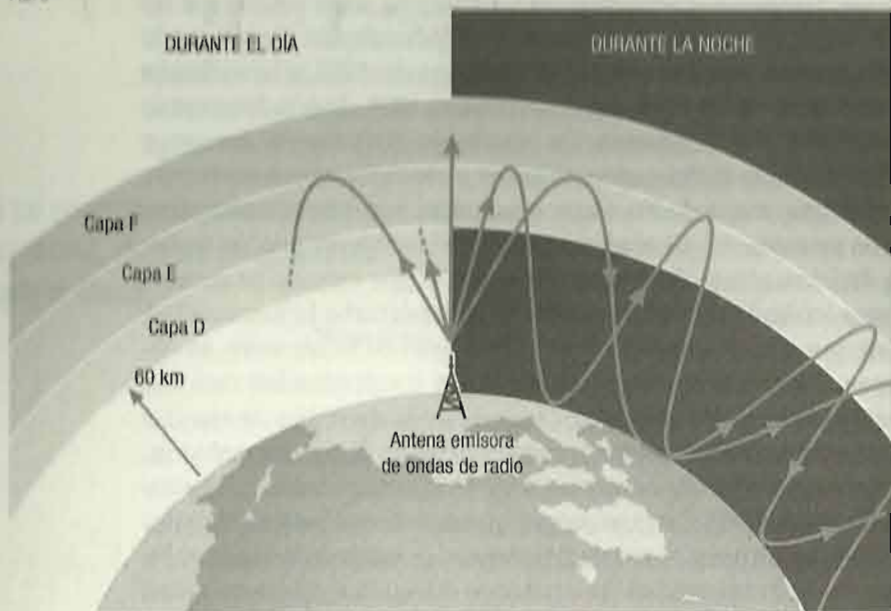 DURANTE EL DÍA
DURANTE LA NOCHE
Capa F
Capa E
Capa D
60 km
Antena emisora
de ondas de radio